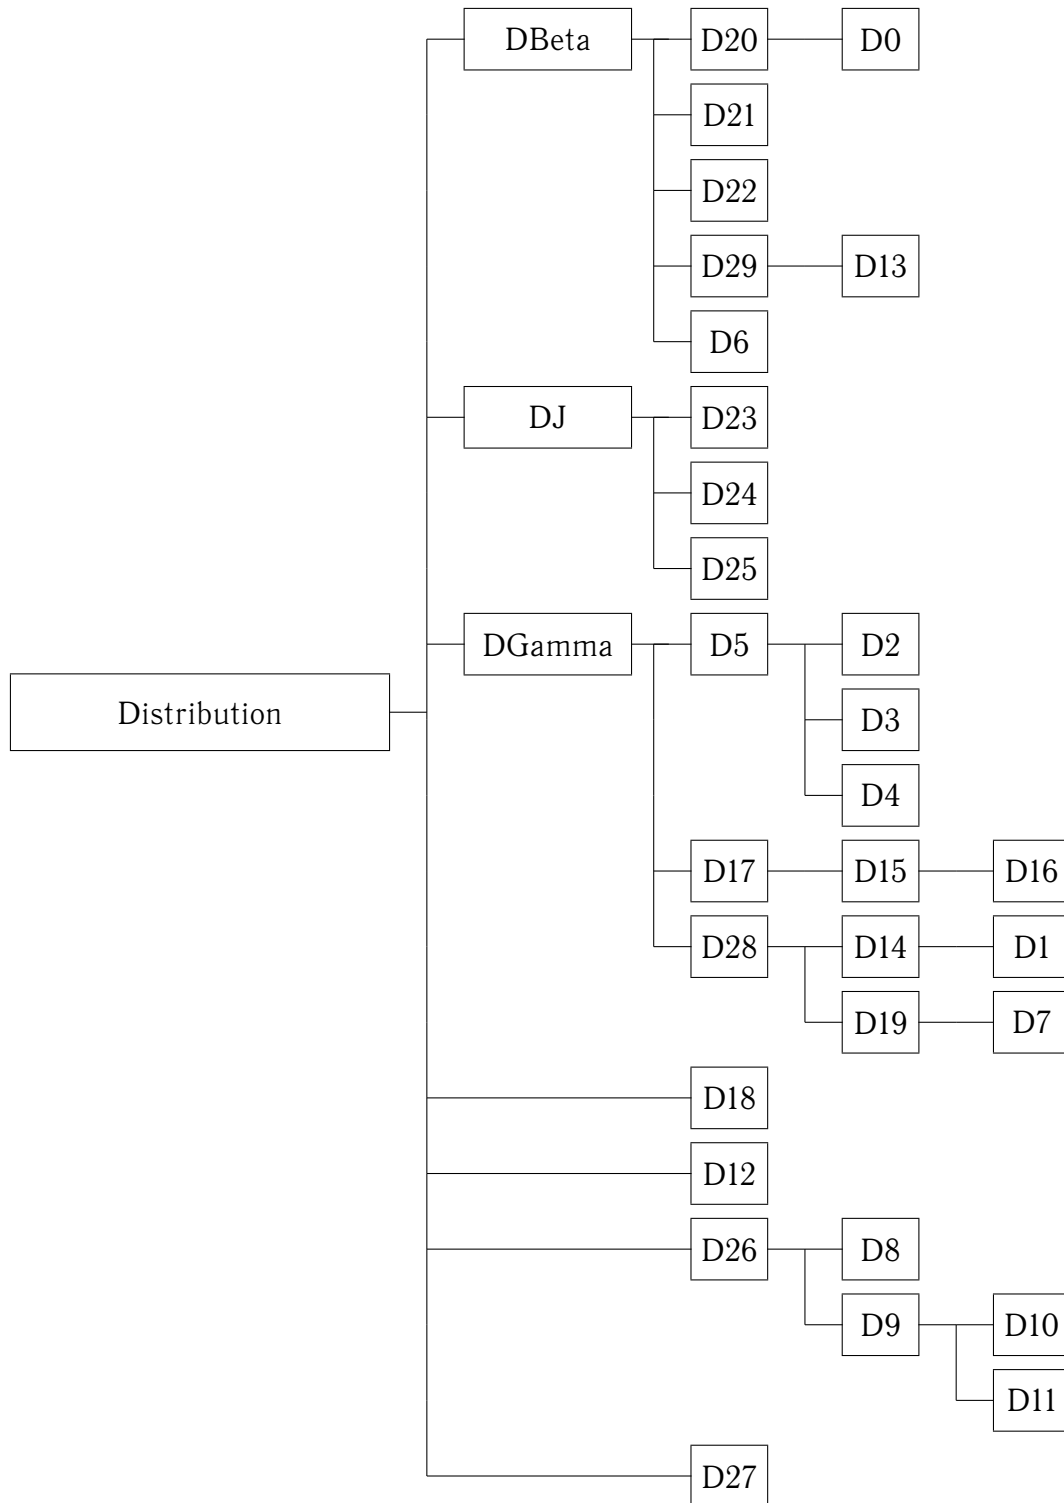 DBeta D20 D0
D21
D22
D29 D13
D6
DJ D23
D24
D25
DGamma D5 D2
Distribution
D3
D4
D17 D15 D16
D28 D14 D1
D19 D7
D18
D12
D26 D8
D9 D10
D11
D27